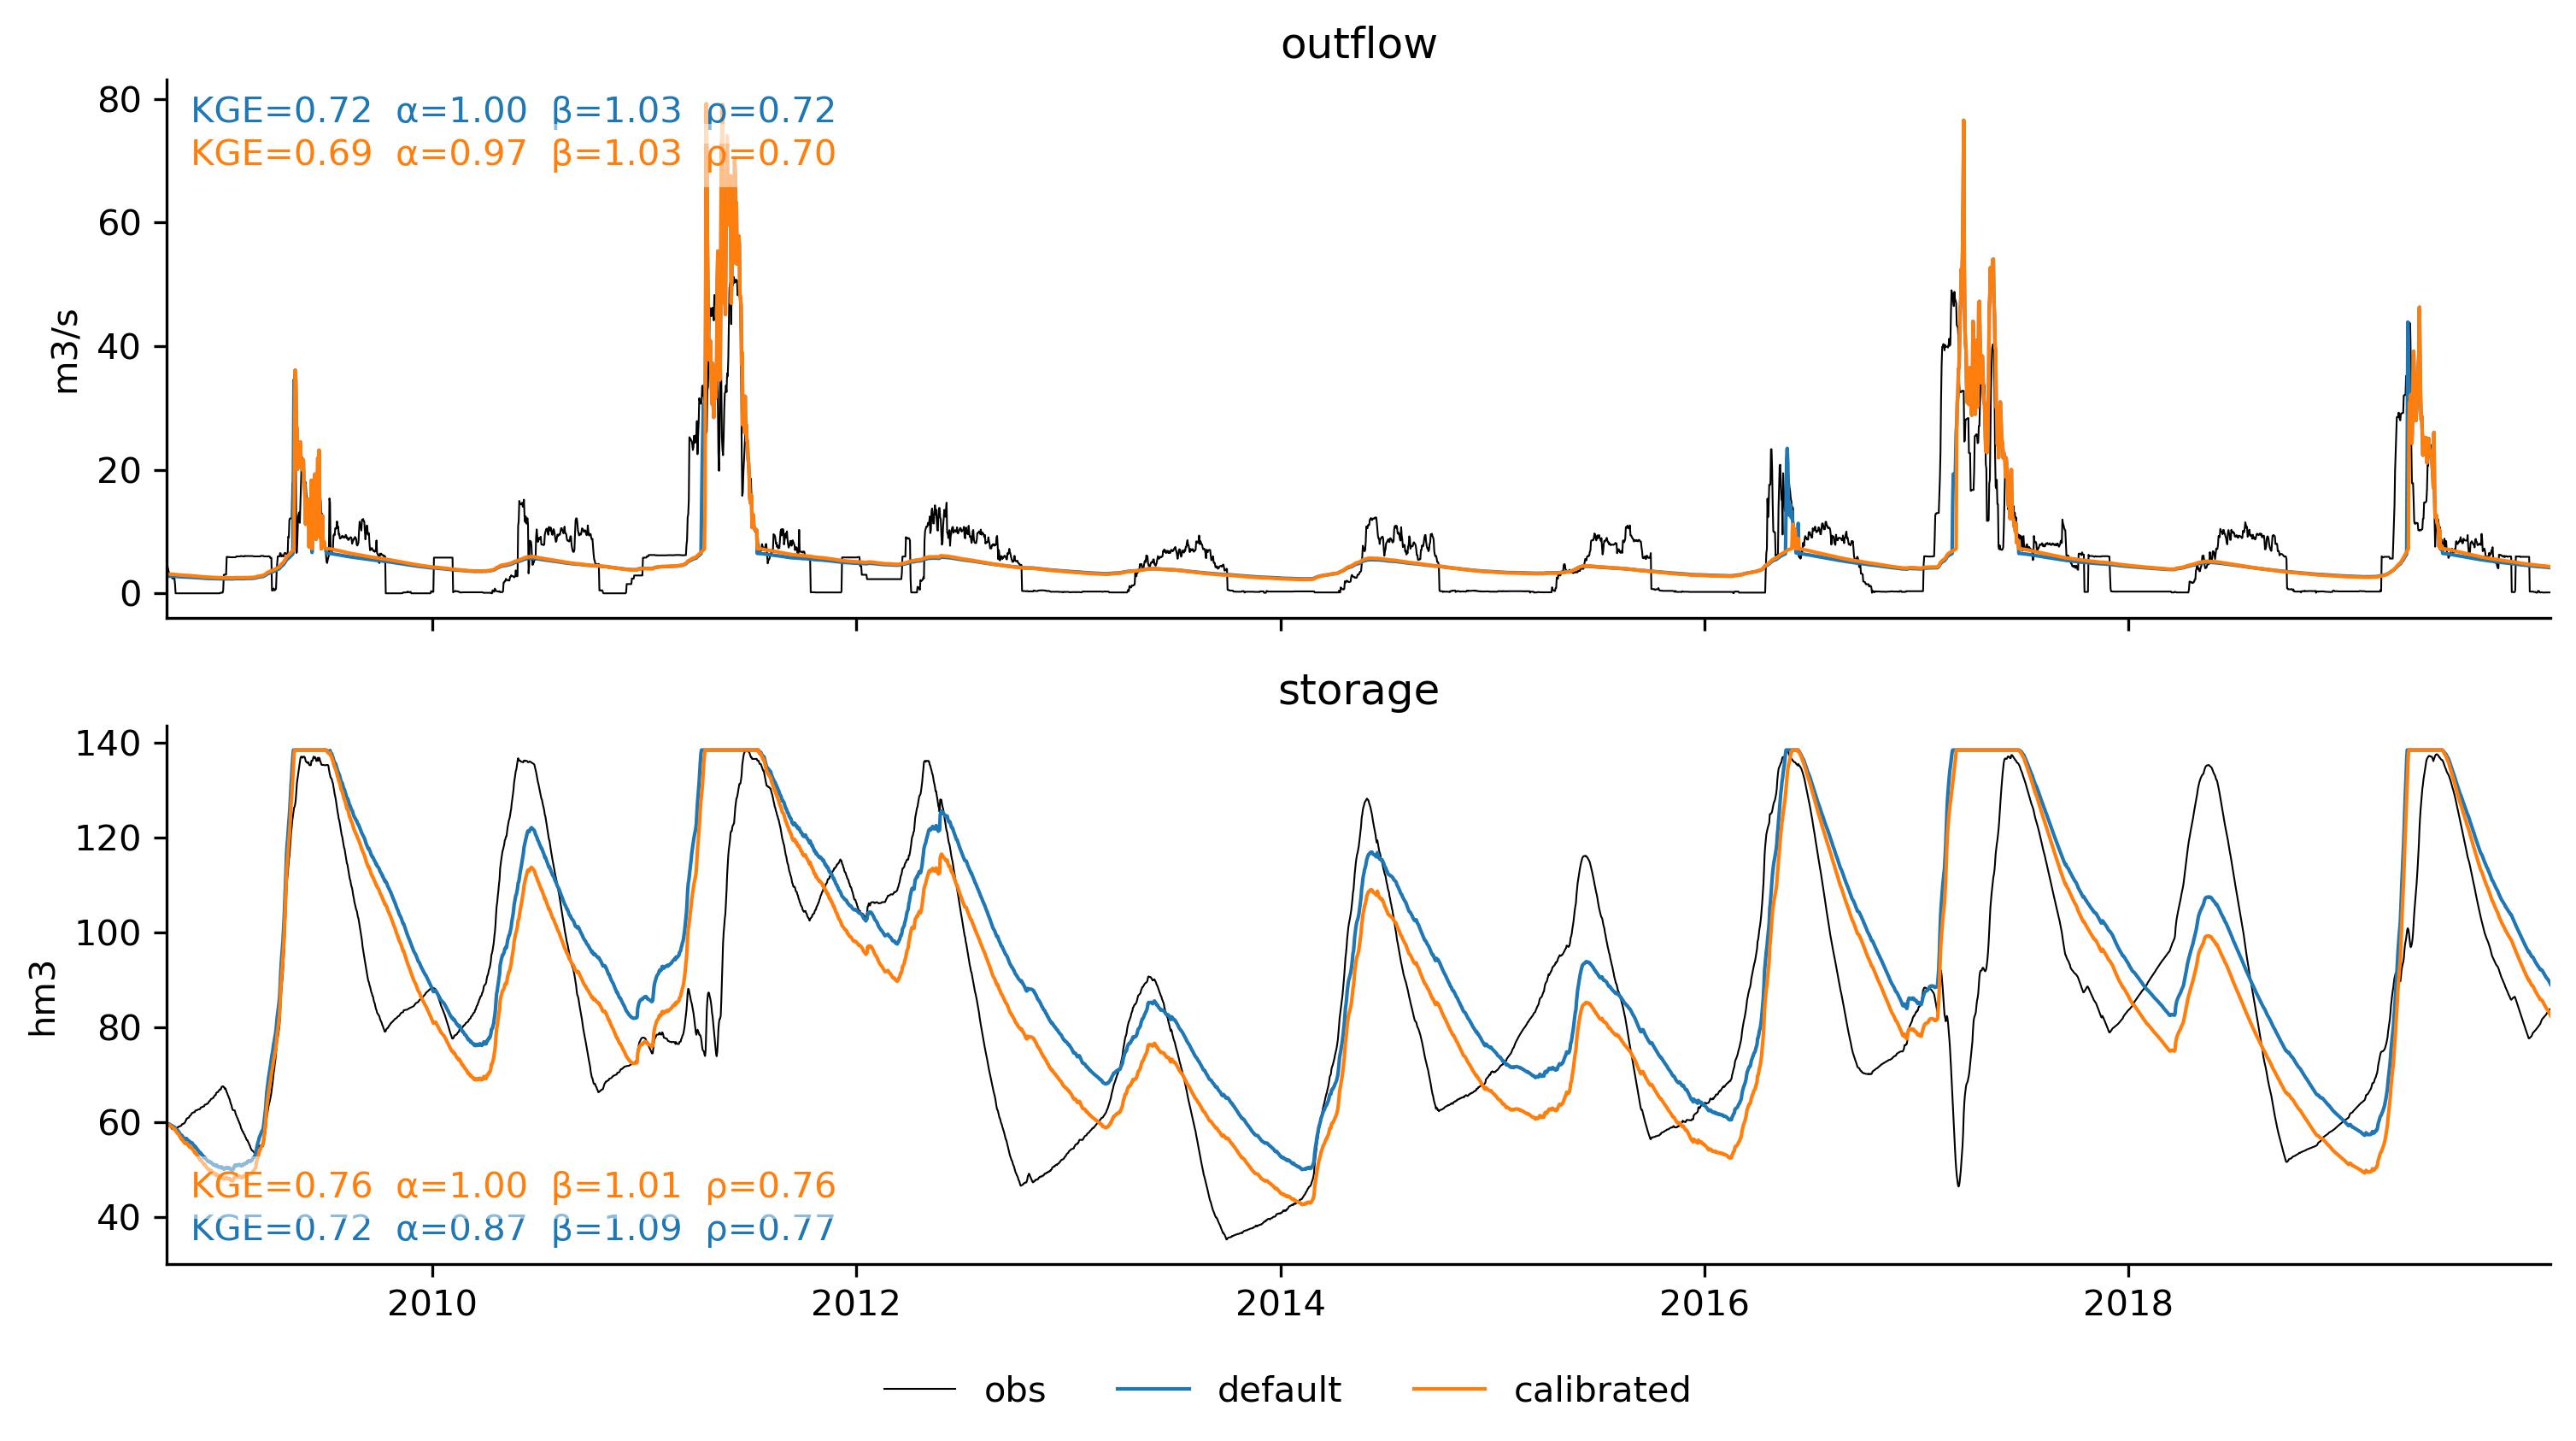 outflow
80
60
40
20
0
m3/s
KGE=0.72 α=1.00 β=1.03 ρ=0.72
KGE=0.69 α=0.97 β=1.03 ρ=0.70
storage
140
120
100
80
60
40
hm3
KGE=0.76 α=1.00 β=1.01 ρ=0.76
KGE=0.72 α=0.87 β=1.09 ρ=0.77
2010 2012 2014 2016 2018
obs default calibrated